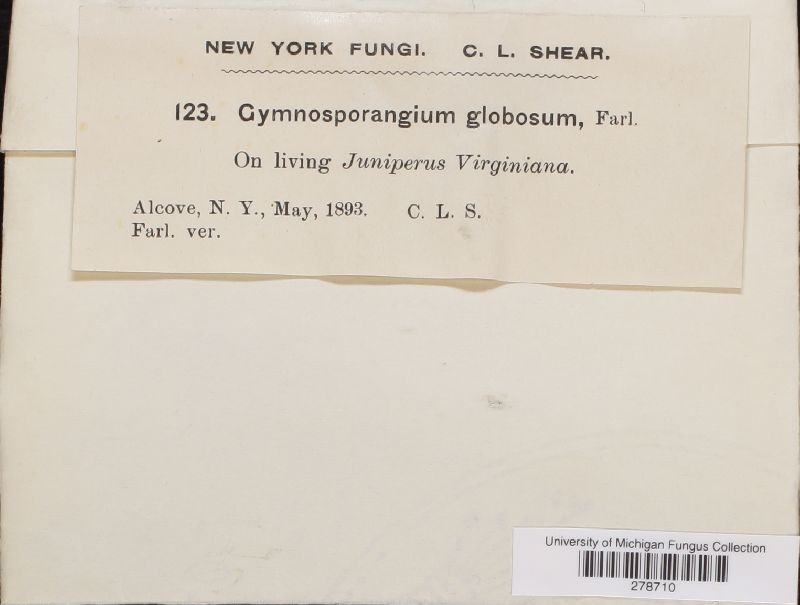 NEW YORK FUNGI. C. L. SHEAR.
123. Gymnosporangium globosum, Farl.
On living Juniperus Virginiana.
Alcove, N. Y., May, 1893. C. L. S.
Farl. ver.
University of Michigan Fungus Collection
278710